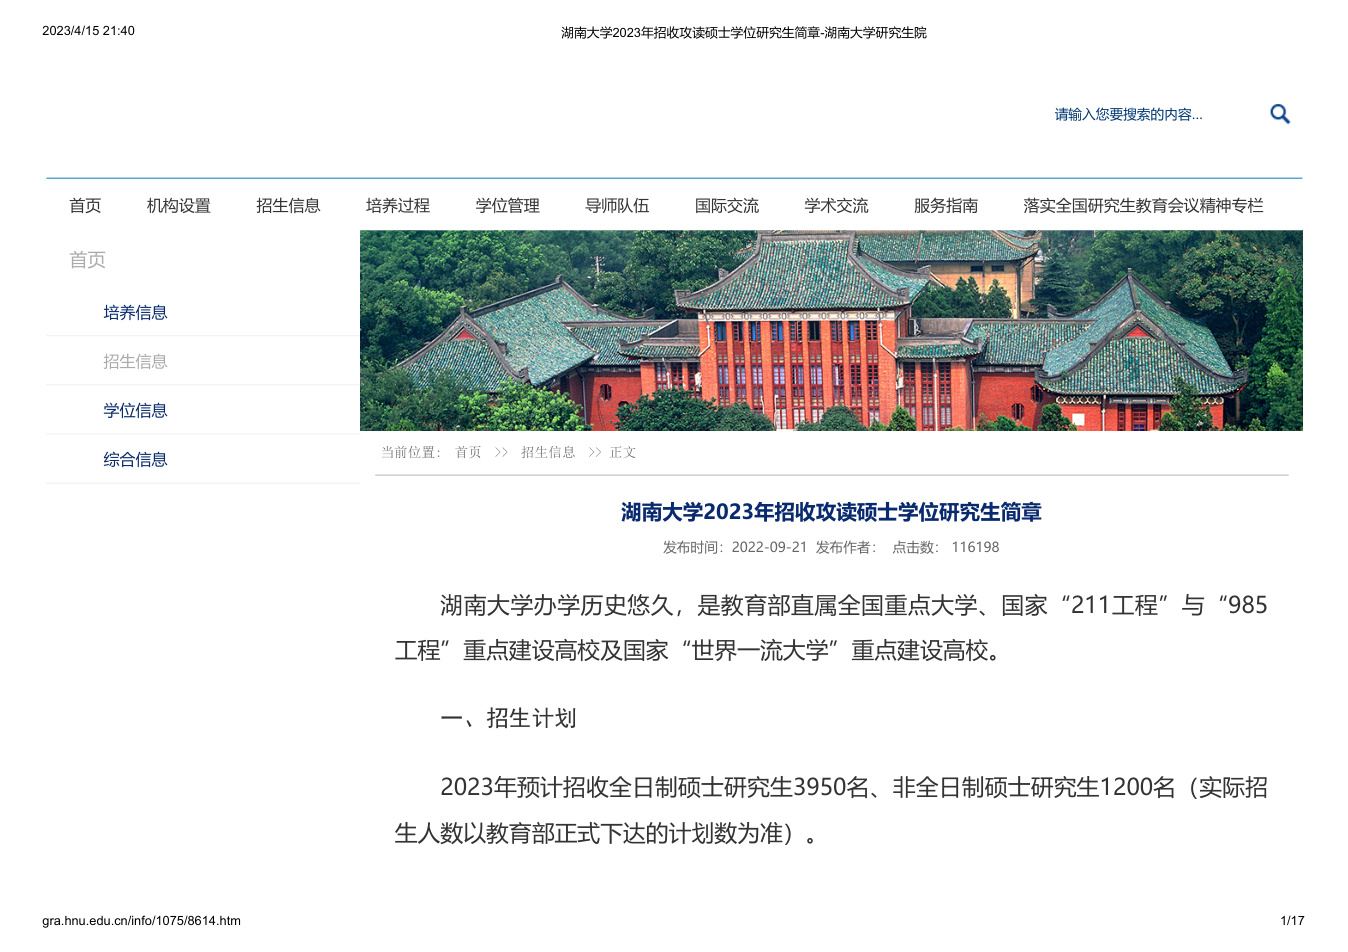 2023/4/15 21:40
湖南大学2023年招收攻读硕士学位研究生简章-湖南大学研究生院
请输入您要搜索的内容...
首页 机构设置 招生信息 培养过程 学位管理 导师队伍 国际交流 学术交流 服务指南 落实全国研究生教育会议精神专栏
首页
培养信息
招生信息
学位信息
综合信息
当前位置： 首页 >> 招生信息 >> 正文
湖南大学2023年招收攻读硕士学位研究生简章
发布时间：2022-09-21 发布作者： 点击数： 116198
湖南大学办学历史悠久，是教育部直属全国重点大学、国家“211工程”与“985
工程”重点建设高校及国家“世界一流大学”重点建设高校。
一、招生计划
2023年预计招收全日制硕士研究生3950名、非全日制硕士研究生1200名（实际招
生人数以教育部正式下达的计划数为准）。
gra.hnu.edu.cn/info/1075/8614.htm
1/17